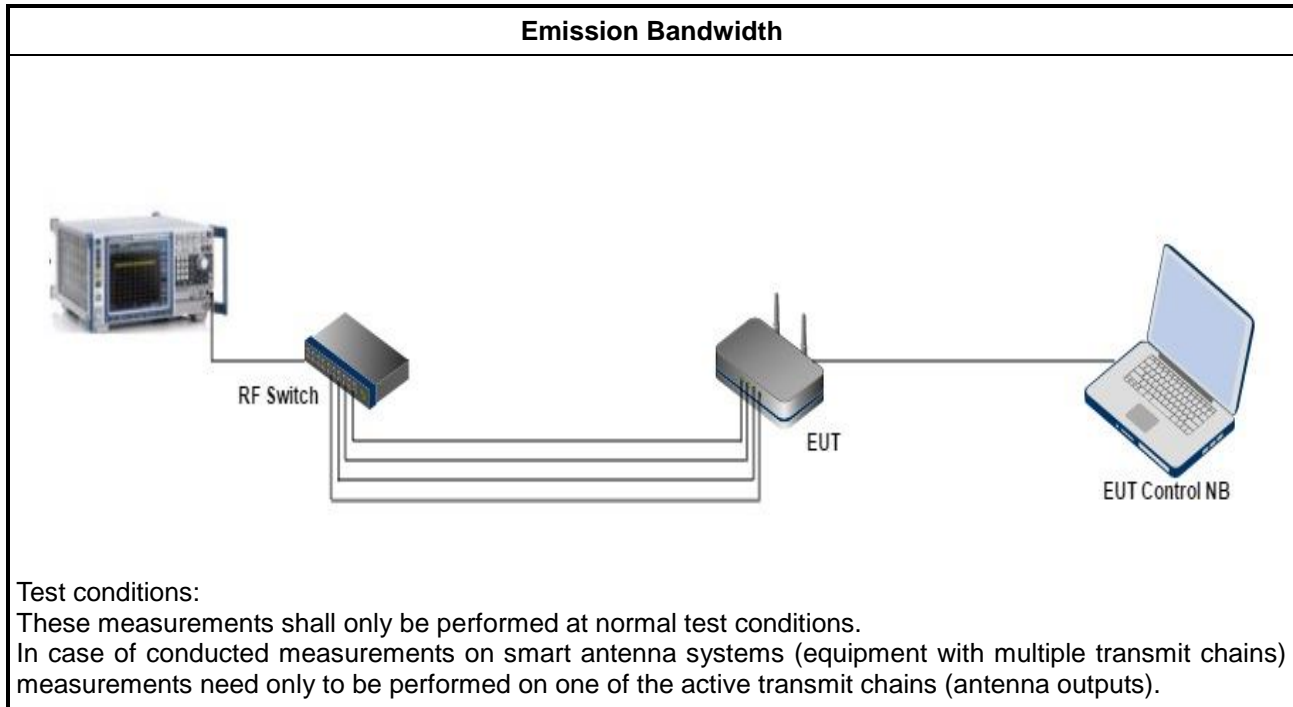 Emission Bandwidth
RF Switch
EUT
EUT Control NB
Test conditions:
These measurements shall only be performed at normal test conditions.
In case of conducted measurements on smart antenna systems (equipment with multiple transmit chains)
measurements need only to be performed on one of the active transmit chains (antenna outputs).